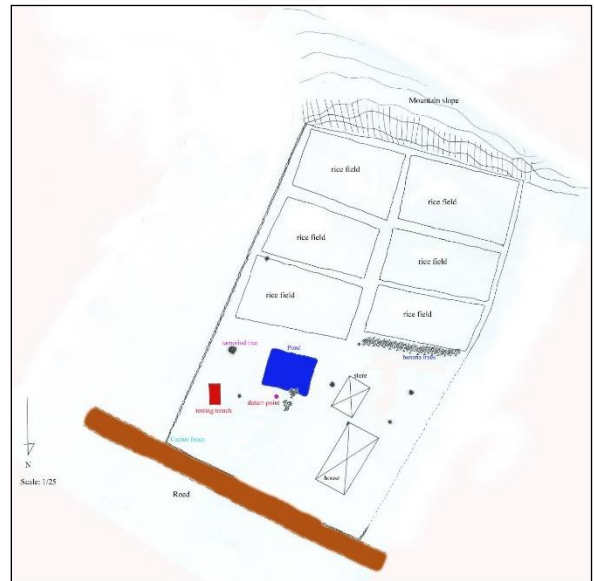 Mountain slope
rice field
rice field
rice field
rice field
rice field
rice field
tamerind tree
Pond
banana trees
store
testing trench
datum point
Cactus fence
N
Scale: 1/25
house
Road